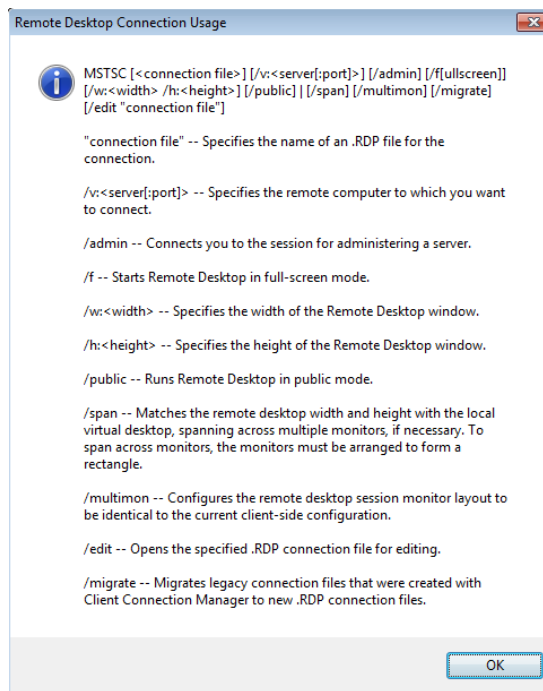 Remote Desktop Connection Usage
MSTSC [<connection file>] [/v:<server[:port]>] [/admin] [/f[ullscreen]]
[/w:<width> /h:<height>] [/public] | [/span] [/multimon] [/migrate]
[/edit "connection file"]
"connection file" -- Specifies the name of an .RDP file for the
connection.
/v:<server[:port]> -- Specifies the remote computer to which you want
to connect.
/admin -- Connects you to the session for administering a server.
/f -- Starts Remote Desktop in full-screen mode.
/w:<width> -- Specifies the width of the Remote Desktop window.
/h:<height> -- Specifies the height of the Remote Desktop window.
/public -- Runs Remote Desktop in public mode.
/span -- Matches the remote desktop width and height with the local
virtual desktop, spanning across multiple monitors, if necessary. To
span across monitors, the monitors must be arranged to form a
rectangle.
/multimon -- Configures the remote desktop session monitor layout to
be identical to the current client-side configuration.
/edit -- Opens the specified .RDP connection file for editing.
/migrate -- Migrates legacy connection files that were created with
Client Connection Manager to new .RDP connection files.
OK